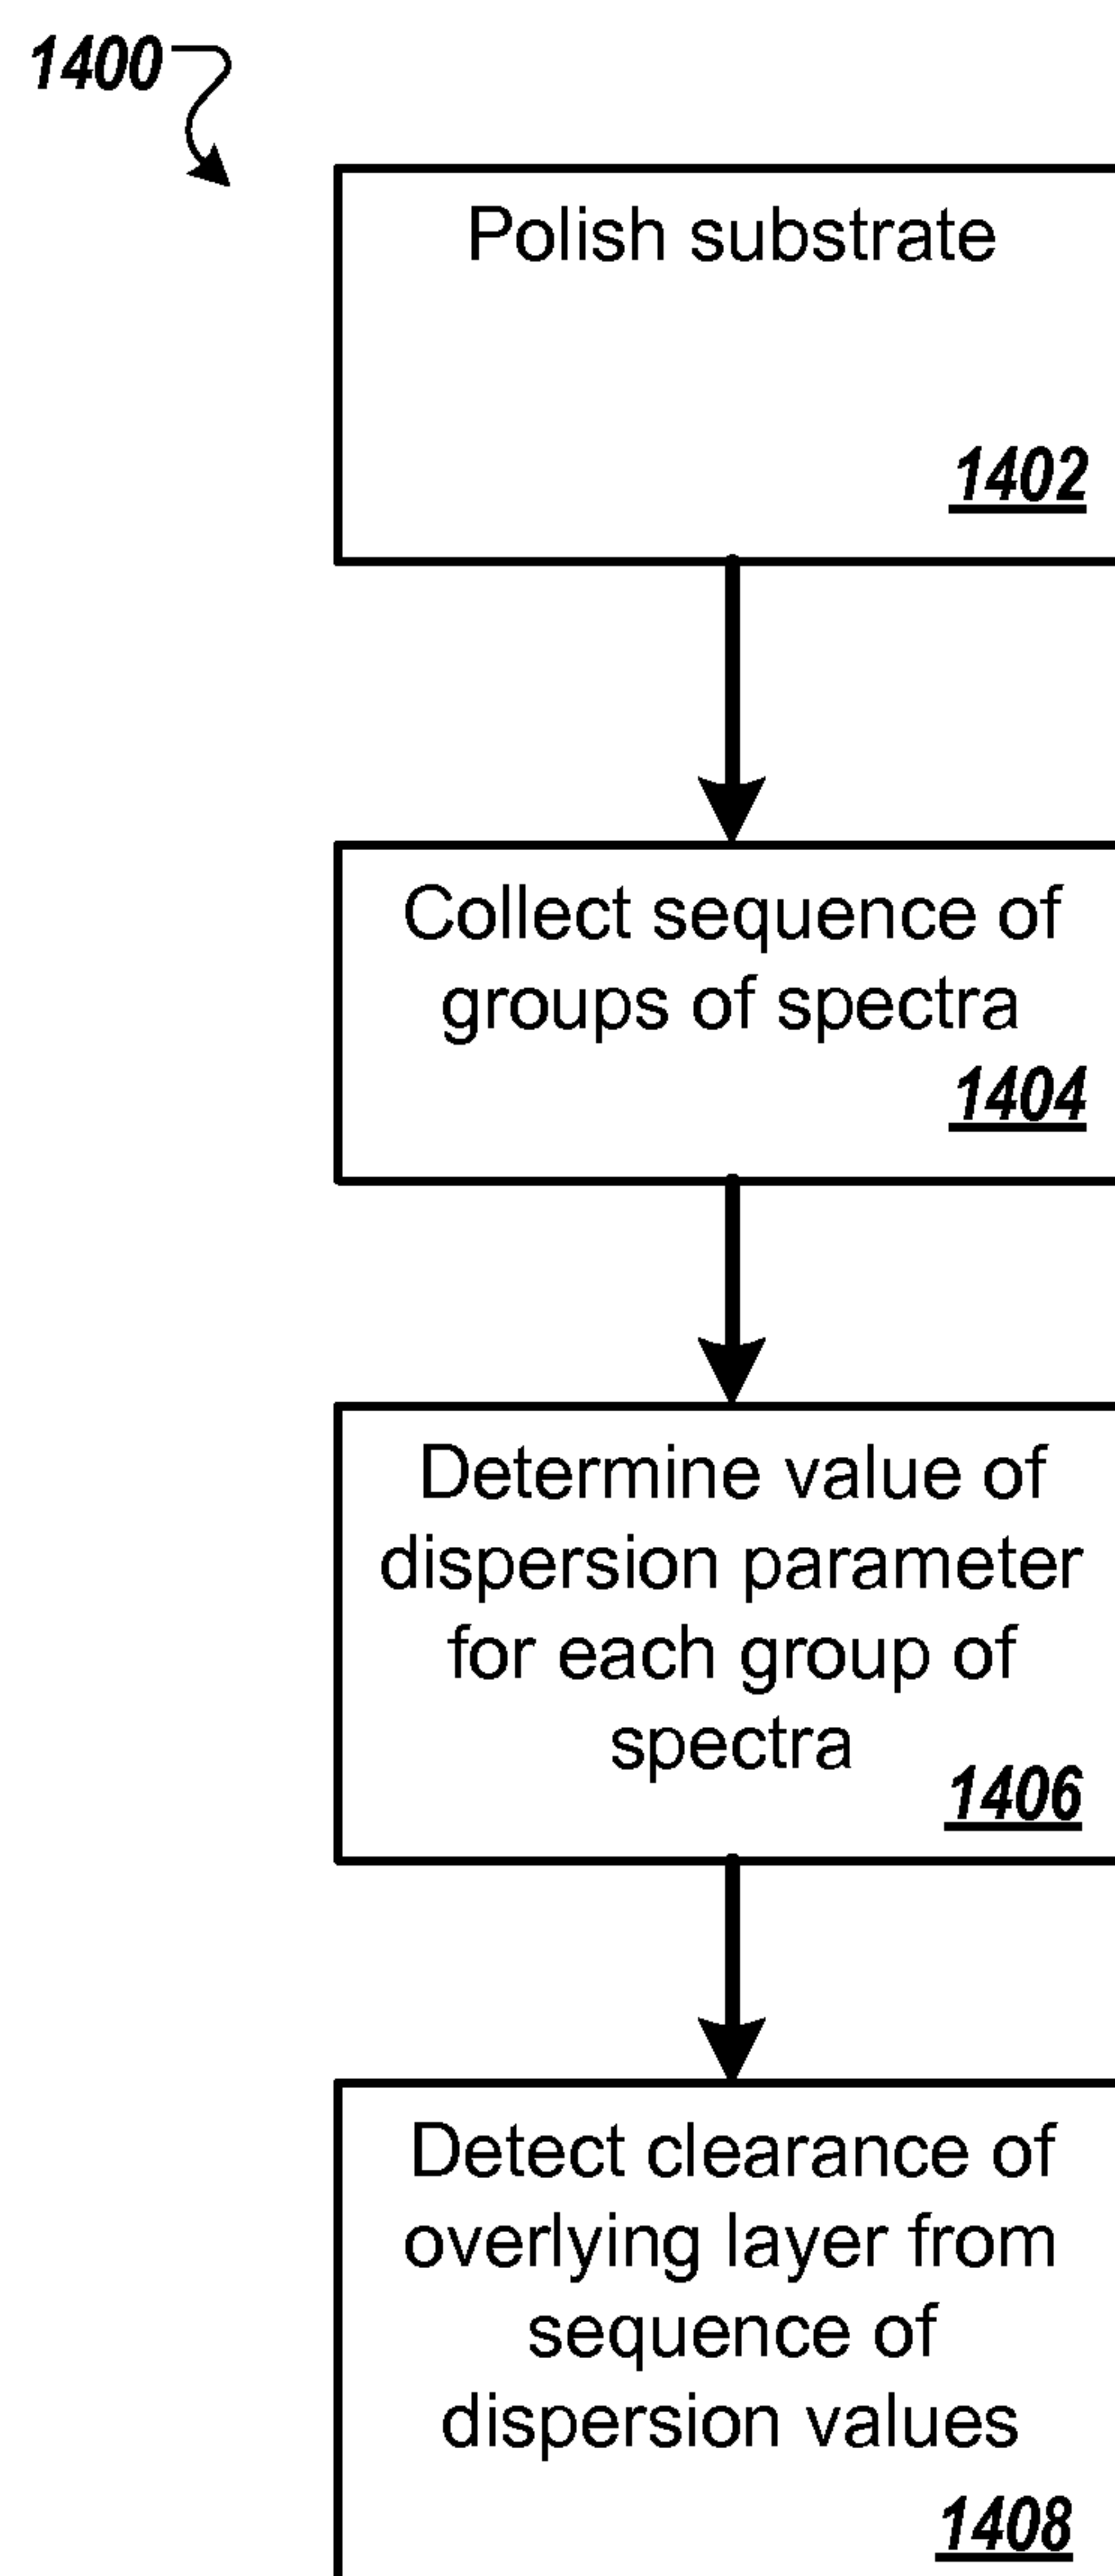 1400
Polish substrate
1402
Collect sequence of
groups of spectra
1404
Determine value of
dispersion parameter
for each group of
spectra
1406
Detect clearance of
overlying layer from
sequence of
dispersion values
1408